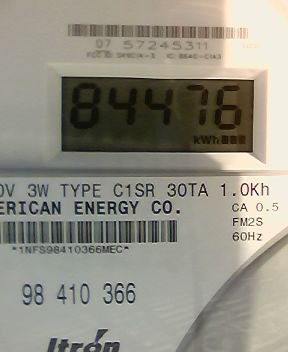 07 57245311
84476
kWh
0V 3W TYPE C1SR 30TA 1.0Kh
ERICAN ENERGY CO.
CA 0.5
FM2S
60Hz
*1NFS98410366MEC*
98 410 366
Itron